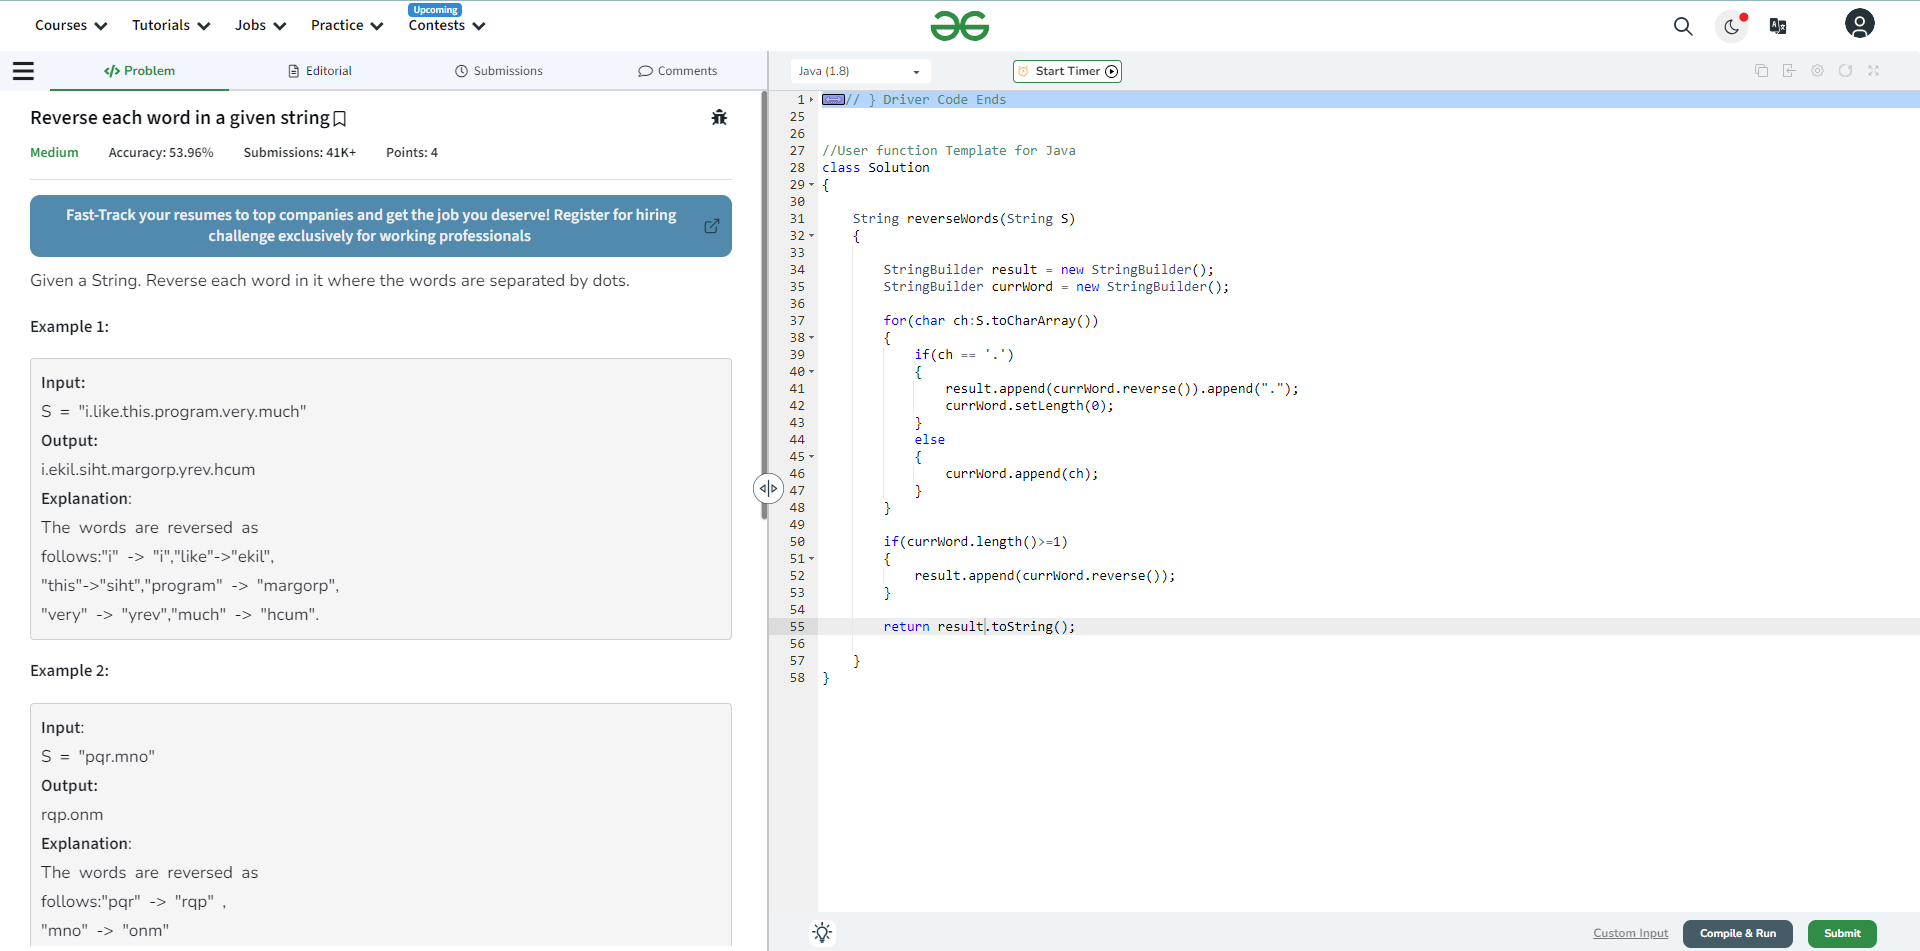 Courses Tutorials Jobs Practice Upcoming Contests
Problem Editorial Submissions Comments
Reverse each word in a given string
Medium Accuracy: 53.96% Submissions: 41K+ Points: 4
Fast-Track your resumes to top companies and get the job you deserve! Register for hiring
challenge exclusively for working professionals
Given a String. Reverse each word in it where the words are separated by dots.
Example 1:
Input:
S = "i.like.this.program.very.much"
Output:
i.ekil.siht.margorp.yrev.hcum
Explanation:
The words are reversed as
follows:"i" -> "i","like"->"ekil",
"this"->"siht","program" -> "margorp",
"very" -> "yrev","much" -> "hcum".
Example 2:
Input:
S = "pqr.mno"
Output:
rqp.onm
Explanation:
The words are reversed as
follows:"pqr" -> "rqp" ,
"mno" -> "onm"
Java (1.8) Start Timer
1 // } Driver Code Ends
25
26
27 //User function Template for Java
28 class Solution
29 {
30
31 String reverseWords(String S)
32 {
33
34 StringBuilder result = new StringBuilder();
35 StringBuilder currWord = new StringBuilder();
36
37 for(char ch:S.toCharArray())
38 {
39 if(ch == '.')
40 {
41 result.append(currWord.reverse()).append(".");
42 currWord.setLength(0);
43 }
44 else
45 {
46 currWord.append(ch);
47 }
48 }
49
50 if(currWord.length()>=1)
51 {
52 result.append(currWord.reverse());
53 }
54
55 return result.toString();
56
57 }
58 }
Custom Input Compile & Run Submit